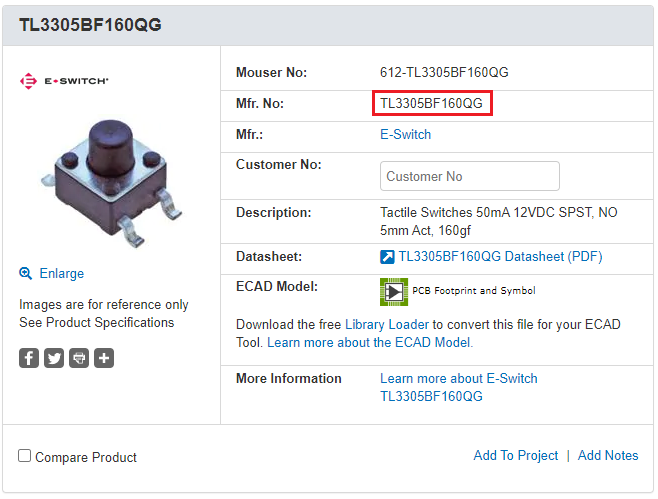 TL3305BF160QG
E•SWITCH®
Enlarge
Images are for reference only
See Product Specifications
Mouser No: 612-TL3305BF160QG
Mfr. No: TL3305BF160QG
Mfr.: E-Switch
Customer No: Customer No
Description: Tactile Switches 50mA 12VDC SPST, NO
5mm Act, 160gf
Datasheet: TL3305BF160QG Datasheet (PDF)
ECAD Model: PCB Footprint and Symbol
Download the free Library Loader to convert this file for your ECAD
Tool. Learn more about the ECAD Model.
More Information Learn more about E-Switch
TL3305BF160QG
Compare Product
Add To Project | Add Notes